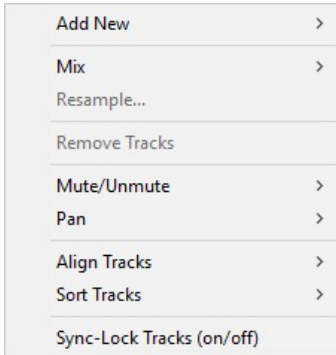 Add New
Mix
Resample...
Remove Tracks
Mute/Unmute
Pan
Align Tracks
Sort Tracks
Sync-Lock Tracks (on/off)